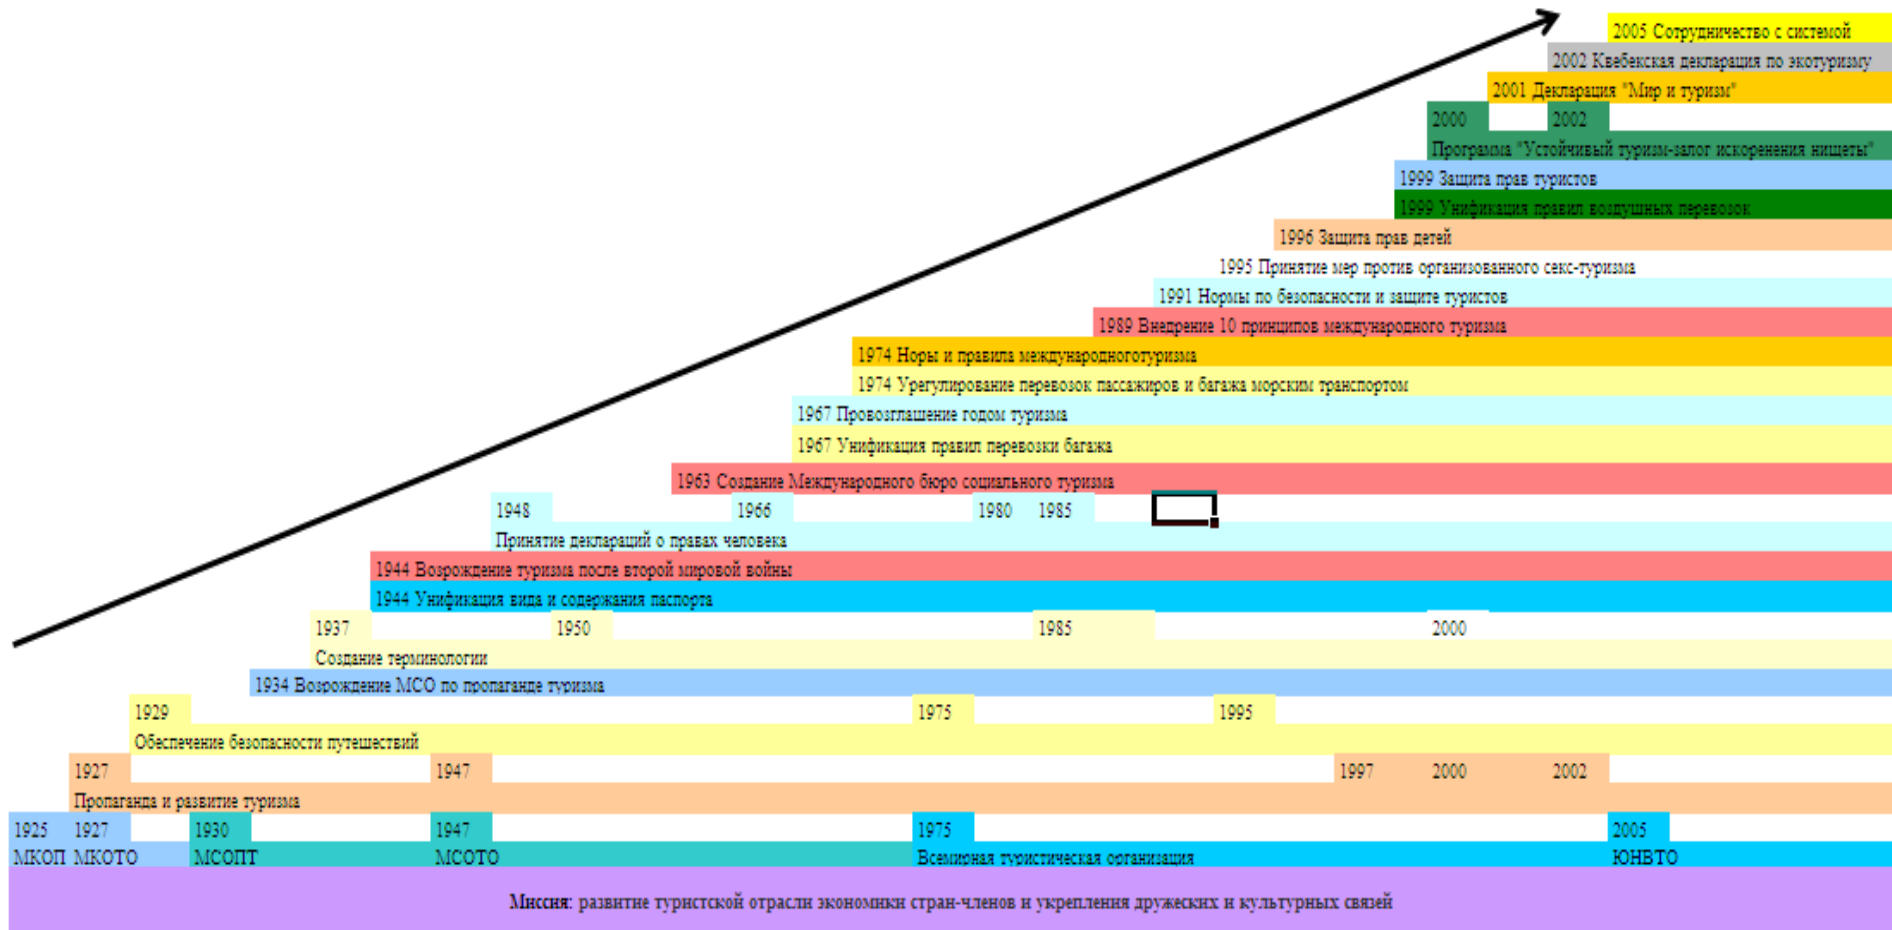 2005 Сотрудничество с системой
2002 Квебекская декларация по экотуризму
2001 Декларация "Мир и туризм"
2000 2002
Программа "Устойчивый туризм-залог искоренения нищеты"
1999 Защита прав туристов
1999 Унификация правил воздушных перевозок
1996 Защита прав детей
1995 Принятие мер против организованного секс-туризма
1991 Нормы по безопасности и защите туристов
1989 Внедрение 10 принципов международного туризма
1974 Норы и правила международноготуризма
1974 Урегулирование перевозок пассажиров и багажа морским транспортом
1967 Провозглашение годом туризма
1967 Унификация правил перевозки багажа
1963 Создание Международного бюро социального туризма
1948 1966 1980 1985
Принятие деклараций о правах человека
1944 Возрождение туризма после второй мировой войны
1944 Унификация вида и содержания паспорта
1937 1950 1985 2000
Создание терминологии
1934 Возрождение МСО по пропаганде туризма
1929 1975 1995
Обеспечение безопасности путешествий
1927 1947 1997 2000 2002
Пропаганда и развитие туризма
1925 1927 1930 1947 1975 2005
МКОП МКОТО МСОПТ МСОТО Всемирная туристическая организация ЮНВТО
Миссия: развитие туристской отрасли экономики стран-членов и укрепления дружеских и культурных связей